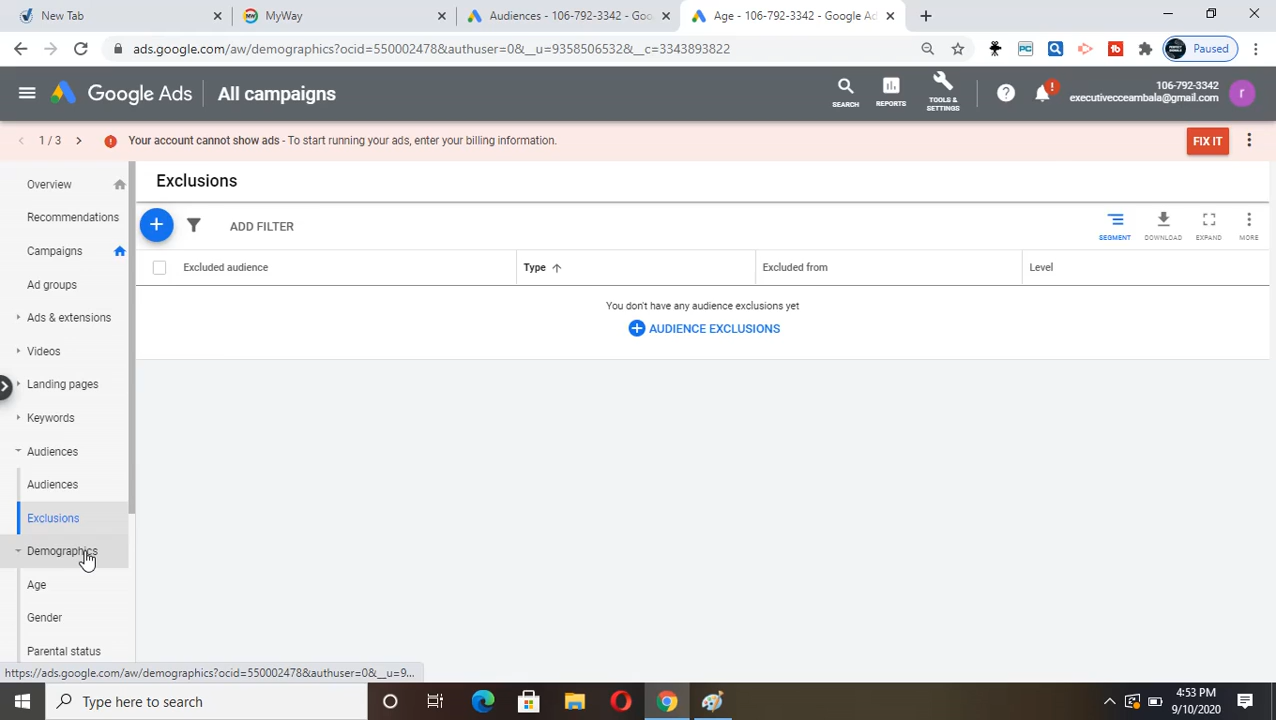 New Tab
MyWay
Audiences - 106-792-3342 - Goo
Age - 106-792-3342 - Google Ad
ads.google.com/aw/demographics?ocid=550002478&authuser=0&__u=9358506532&__c=3343893822
Paused
Google Ads
All campaigns
SEARCH
REPORTS
TOOLS &
SETTINGS
106-792-3342
executivecceambala@gmail.com
r
1 / 3
Your account cannot show ads - To start running your ads, enter your billing information.
FIX IT
Overview
Recommendations
Campaigns
Ad groups
Ads & extensions
Videos
Landing pages
Keywords
Audiences
Audiences
Exclusions
Demographics
Age
Gender
Parental status
Exclusions
ADD FILTER
SEGMENT
DOWNLOAD
EXPAND
MORE
Excluded audience
Type
Excluded from
Level
You don't have any audience exclusions yet
AUDIENCE EXCLUSIONS
https://ads.google.com/aw/demographics?ocid=550002478&authuser=0&__u=9...
Type here to search
4:53 PM
9/10/2020